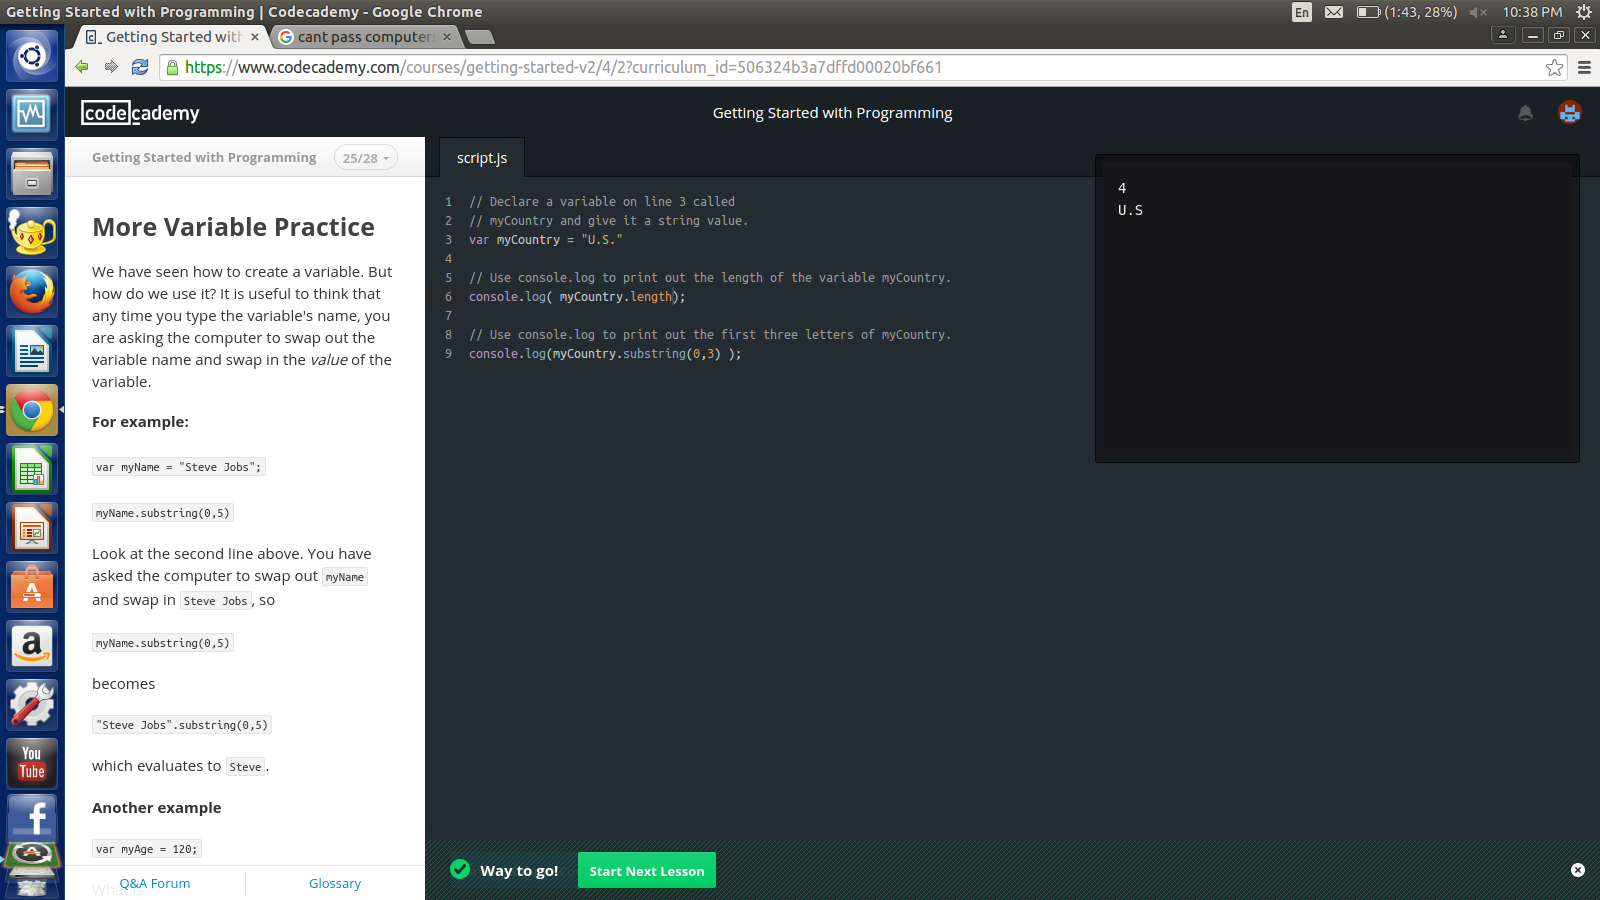 Getting Started with Programming | Codecademy - Google Chrome
En
(1:43, 28%)
10:38 PM
Getting Started with
cant pass computer
https://www.codecademy.com/courses/getting-started-v2/4/2?curriculum_id=506324b3a7dffd00020bf661
codecademy
Getting Started with Programming
Getting Started with Programming
25/28
script.js
More Variable Practice
We have seen how to create a variable. But
how do we use it? It is useful to think that
any time you type the variable's name, you
are asking the computer to swap out the
variable name and swap in the value of the
variable.
For example:
var myName = "Steve Jobs";
myName.substring(0,5)
Look at the second line above. You have
asked the computer to swap out myName
and swap in Steve Jobs, so
myName.substring(0,5)
becomes
"Steve Jobs".substring(0,5)
which evaluates to Steve.
Another example
var myAge = 120;
What is
Q&A Forum
Glossary
1 // Declare a variable on line 3 called
2 // myCountry and give it a string value.
3 var myCountry = "U.S."
4
5 // Use console.log to print out the length of the variable myCountry.
6 console.log( myCountry.length);
7
8 // Use console.log to print out the first three letters of myCountry.
9 console.log(myCountry.substring(0,3) );
4
U.S
Way to go!
Start Next Lesson
You
Tube
f
a